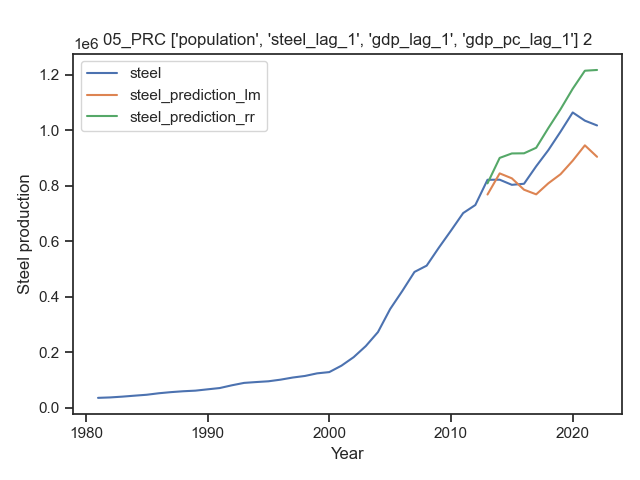 05_PRC ['population', 'steel_lag_1', 'gdp_lag_1', 'gdp_pc_lag_1'] 2
1e6
steel
steel_prediction_lm
steel_prediction_rr
1.2
1.0
0.8
0.6
0.4
0.2
0.0
Steel production
1980 1990 2000 2010 2020
Year